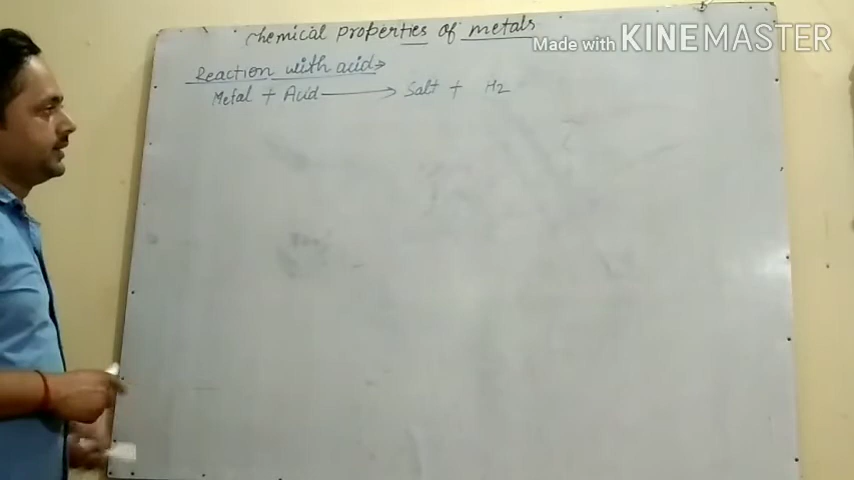 chemical properties of metals
Made with KINEMASTER
Reaction with acid→
Metal + Acid ⟶ Salt + H2